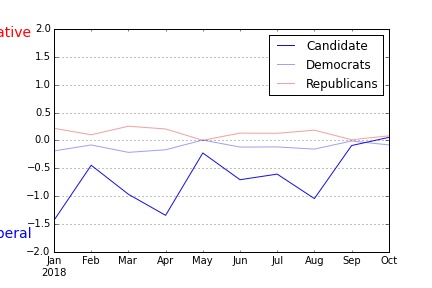 ative
2.0
1.5
1.0
0.5
0.0
−0.5
−1.0
−1.5
−2.0
beral
Candidate
Democrats
Republicans
Jan Feb Mar Apr May Jun Jul Aug Sep Oct
2018